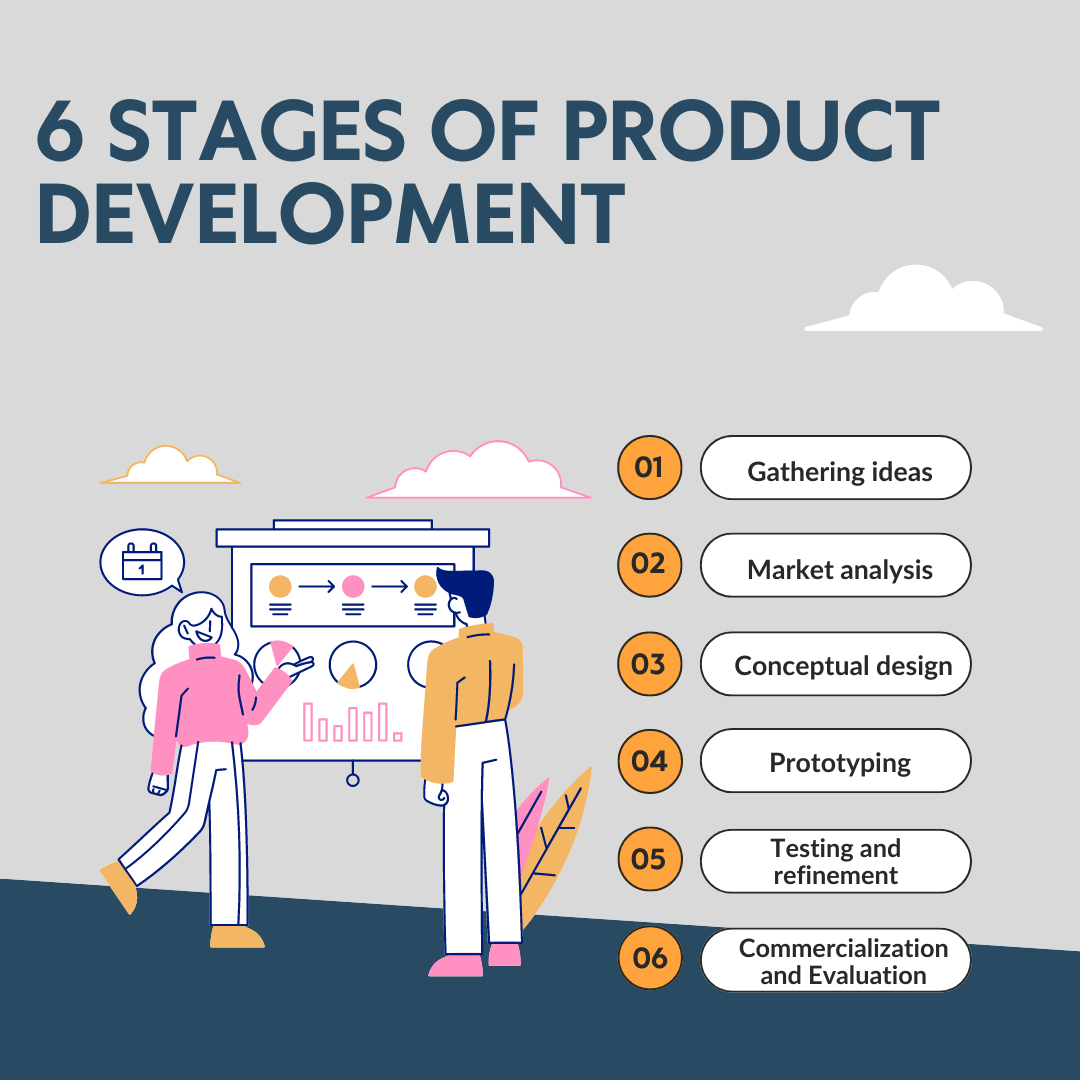 6 STAGES OF PRODUCT
DEVELOPMENT
1
01
Gathering ideas
02
Market analysis
03
Conceptual design
04
Prototyping
05
Testing and
refinement
06
Commercialization
and Evaluation